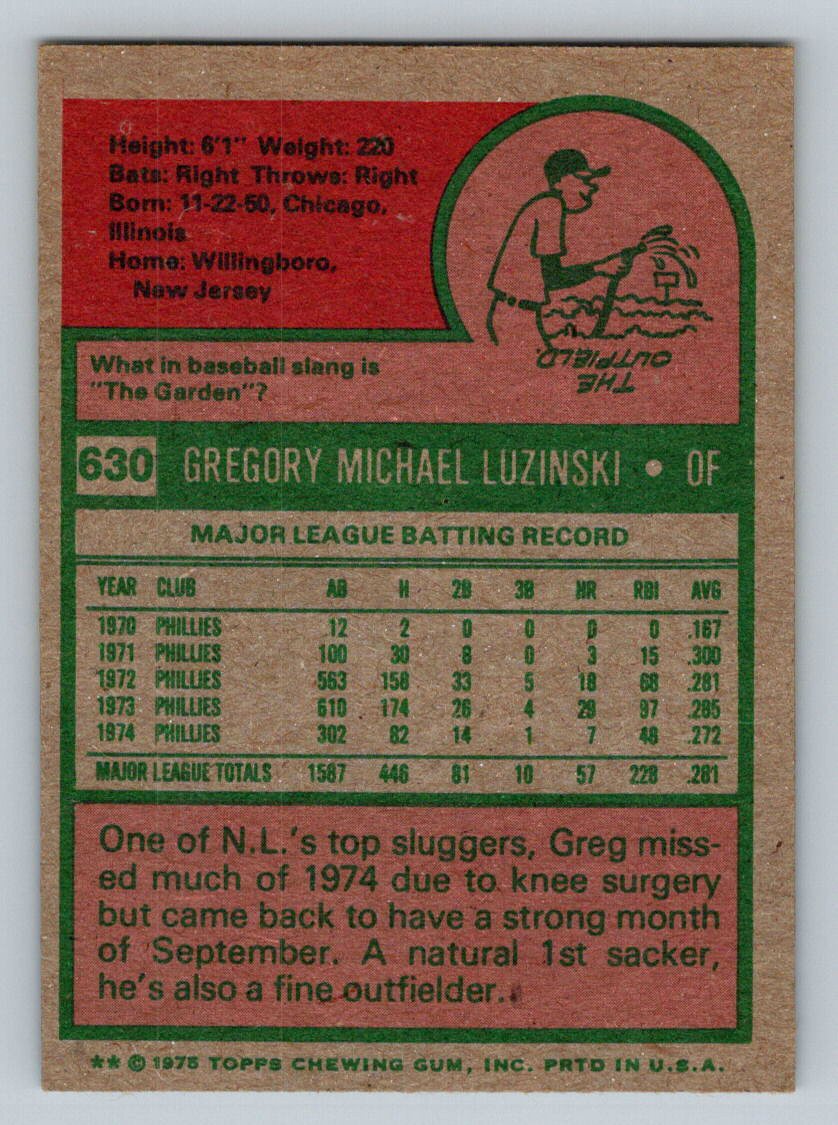 Height: 6'1" Weight: 220
Bats: Right Throws: Right
Born: 11-22-50, Chicago,
Illinois
Home: Willingboro,
New Jersey
What in baseball slang is
"The Garden"?
THE
OUTFIELD.
630 GREGORY MICHAEL LUZINSKI • OF
MAJOR LEAGUE BATTING RECORD
YEAR CLUB AB H 2B 3B HR RBI AVG
1970 PHILLIES 12 2 0 0 0 0 .167
1971 PHILLIES 100 30 8 0 3 15 .300
1972 PHILLIES 563 158 33 5 18 68 .281
1973 PHILLIES 610 174 26 4 29 97 .285
1974 PHILLIES 302 82 14 1 7 48 .272
MAJOR LEAGUE TOTALS 1587 446 81 10 57 228 .281
One of N.L.'s top sluggers, Greg miss-
ed much of 1974 due to knee surgery
but came back to have a strong month
of September. A natural 1st sacker,
he's also a fine outfielder.
** © 1975 TOPPS CHEWING GUM, INC. PRTD IN U.S.A.